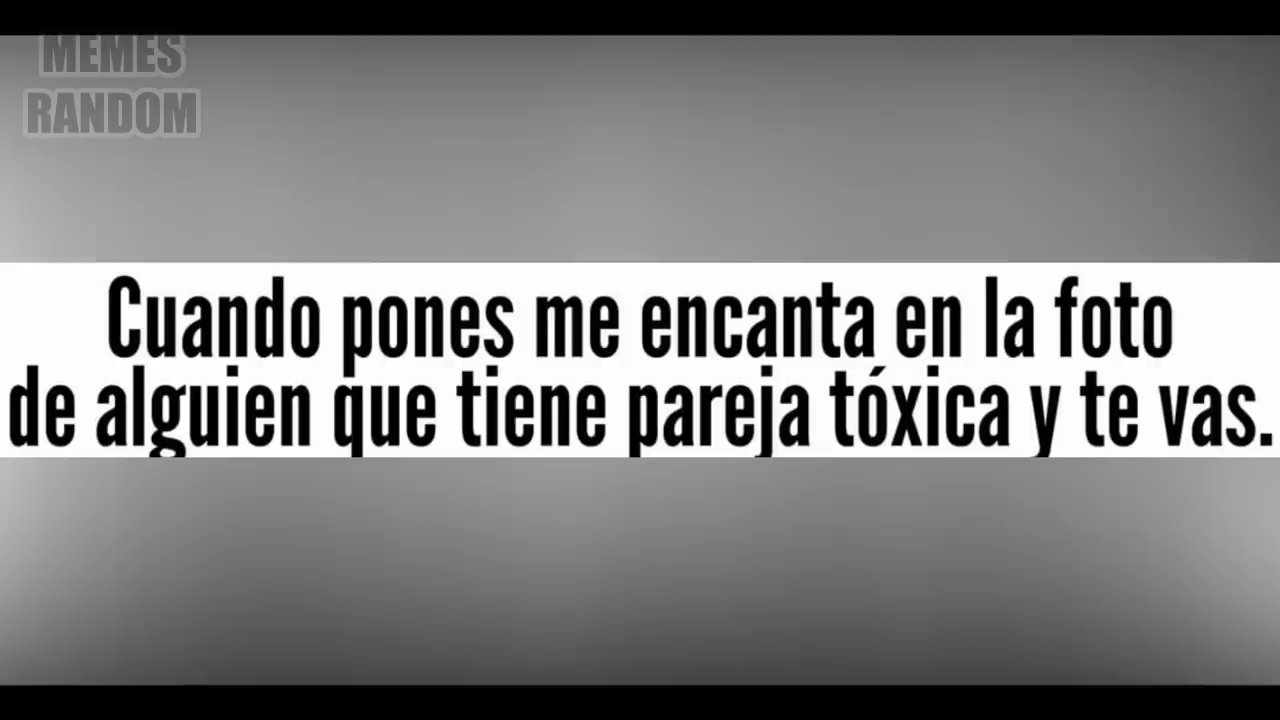 MEMES
RANDOM
Cuando pones me encanta en la foto
de alguien que tiene pareja tóxica y te vas.